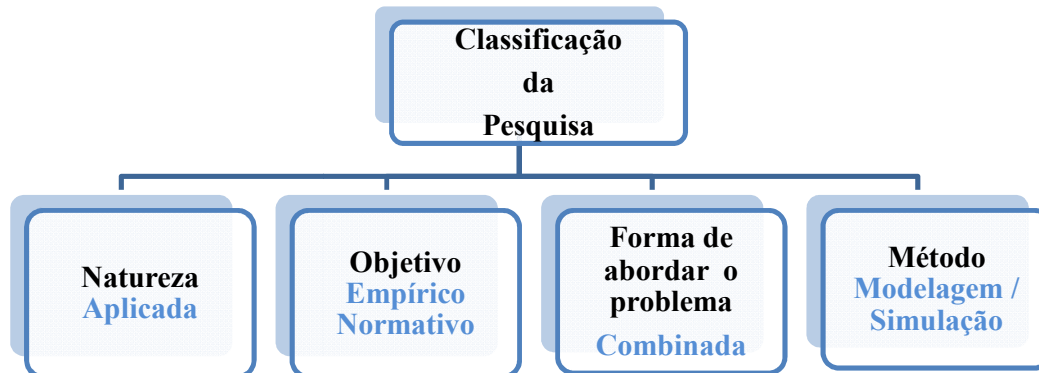 Classificação
da
Pesquisa
Natureza
Aplicada
Objetivo
Empírico
Normativo
Forma de
abordar o
problema
Combinada
Método
Modelagem /
Simulação